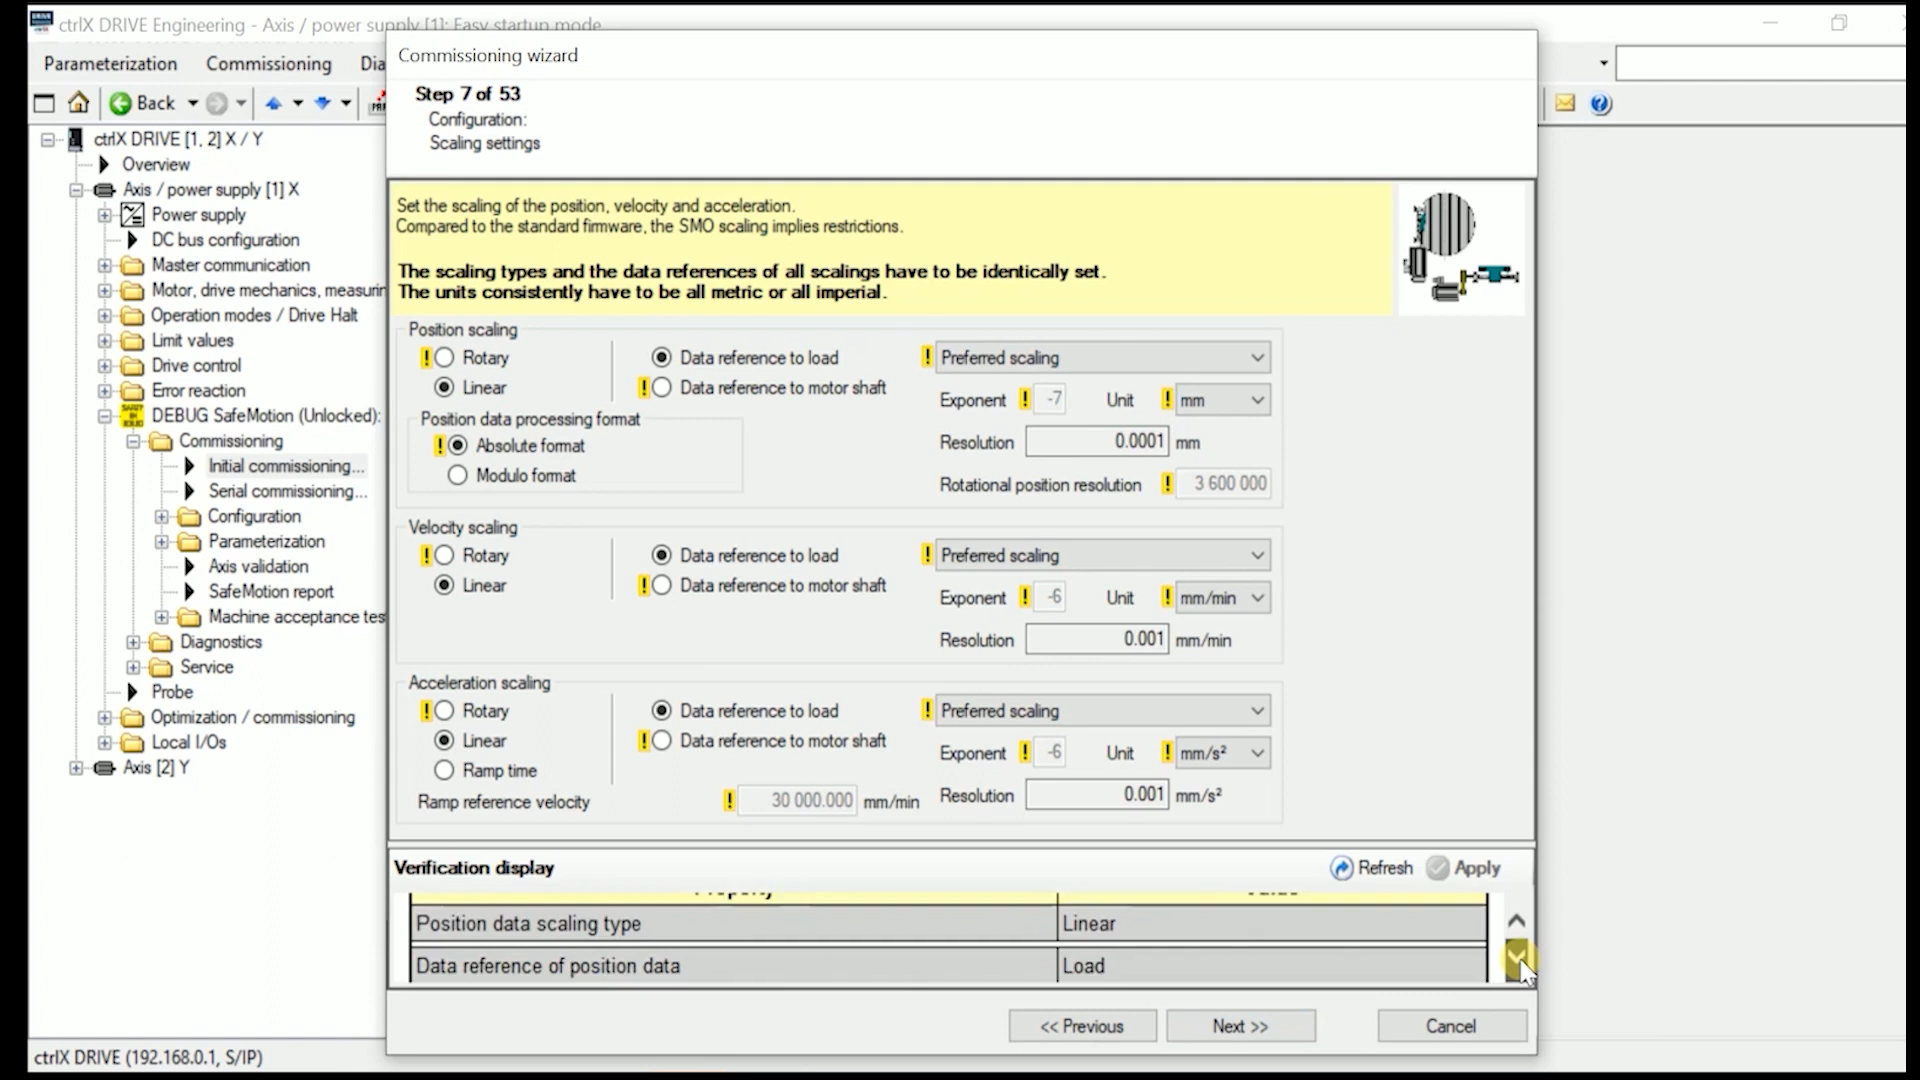 ctrlX DRIVE Engineering - Axis / power supply [1]: Easy startup mode
Parameterization Commissioning Dia
Back
ctrlX DRIVE [1, 2] X / Y
Overview
Axis / power supply [1] X
Power supply
DC bus configuration
Master communication
Motor, drive mechanics, measurin
Operation modes / Drive Halt
Limit values
Drive control
Error reaction
DEBUG SafeMotion (Unlocked):
Commissioning
Initial commissioning...
Serial commissioning...
Configuration
Parameterization
Axis validation
SafeMotion report
Machine acceptance tes
Diagnostics
Service
Probe
Optimization / commissioning
Local I/Os
Axis [2] Y
ctrlX DRIVE (192.168.0.1, S/IP)
Commissioning wizard
Step 7 of 53
Configuration:
Scaling settings
Set the scaling of the position, velocity and acceleration.
Compared to the standard firmware, the SMO scaling implies restrictions.
The scaling types and the data references of all scalings have to be identically set.
The units consistently have to be all metric or all imperial.
Position scaling
! Rotary Data reference to load ! Preferred scaling
Linear ! Data reference to motor shaft
Exponent ! -7 Unit ! mm
Position data processing format
! Absolute format
Resolution 0.0001 mm
Modulo format
Rotational position resolution ! 3 600 000
Velocity scaling
! Rotary Data reference to load ! Preferred scaling
Linear ! Data reference to motor shaft
Exponent ! -6 Unit ! mm/min
Resolution 0.001 mm/min
Acceleration scaling
! Rotary Data reference to load ! Preferred scaling
Linear ! Data reference to motor shaft
Exponent ! -6 Unit ! mm/s²
Ramp time
Ramp reference velocity ! 30 000.000 mm/min
Resolution 0.001 mm/s²
Verification display Refresh Apply
Property
Position data scaling type Linear
Data reference of position data Load
<< Previous Next >> Cancel